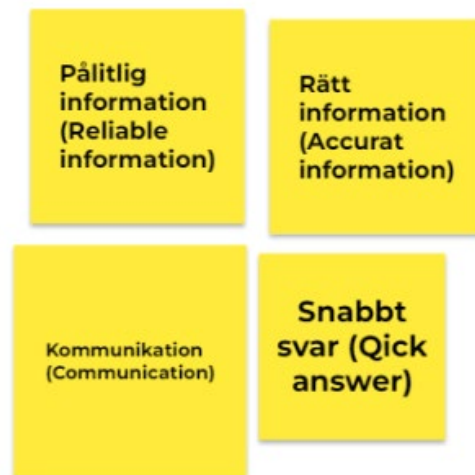 Pålitlig
information
(Reliable
information)
Rätt
information
(Accurat
information)
Kommunikation
(Communication)
Snabbt
svar (Qick
answer)